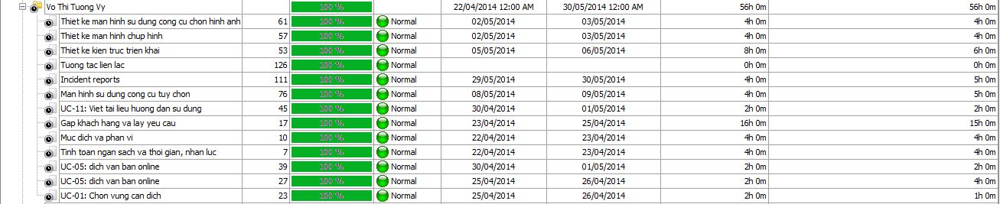 Vo Thi Tuong Vy 100 % 22/04/2014 12:00 AM 30/05/2014 12:00 AM 56h 0m 56h 0m
Thiet ke man hinh su dung cong cu chon hinh anh 61 100 % Normal 02/05/2014 03/05/2014 4h 0m 4h 0m
Thiet ke man hinh chup hinh 57 100 % Normal 02/05/2014 03/05/2014 4h 0m 4h 0m
Thiet ke kien truc trien khai 53 100 % Normal 05/05/2014 06/05/2014 8h 0m 6h 0m
Tuong tac lien lac 126 100 % Normal 0h 0m 0h 0m
Incident reports 111 100 % Normal 29/05/2014 30/05/2014 4h 0m 5h 0m
Man hinh su dung cong cu tuy chon 76 100 % Normal 08/05/2014 09/05/2014 4h 0m 5h 0m
UC-11: Viet tai lieu huong dan su dung 45 100 % Normal 30/04/2014 01/05/2014 2h 0m 2h 0m
Gap khach hang va lay yeu cau 17 100 % Normal 23/04/2014 25/04/2014 16h 0m 15h 0m
Muc dich va phan vi 10 100 % Normal 22/04/2014 23/04/2014 4h 0m 4h 0m
Tinh toan ngan sach va thoi gian, nhan luc 7 100 % Normal 22/04/2014 23/04/2014 4h 0m 4h 0m
UC-05: dich van ban online 39 100 % Normal 30/04/2014 01/05/2014 2h 0m 2h 0m
UC-05: dich van ban online 27 100 % Normal 25/04/2014 26/04/2014 2h 0m 4h 0m
UC-01: Chon vung can dich 23 100 % Normal 25/04/2014 26/04/2014 2h 0m 1h 0m